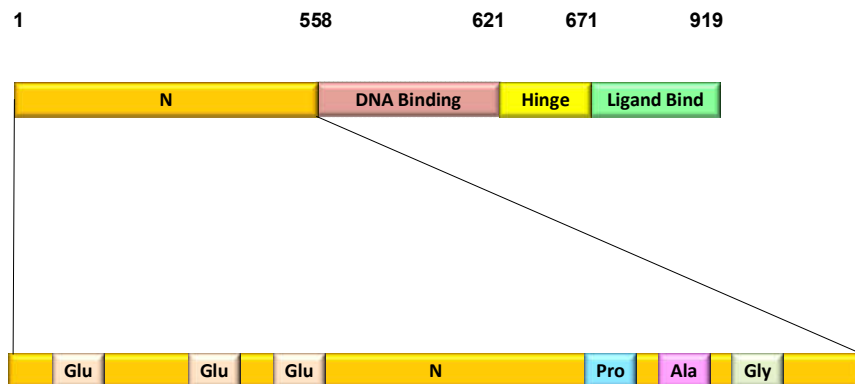 1 558 621 671 919
N DNA Binding Hinge Ligand Bind
Glu Glu Glu N Pro Ala Gly